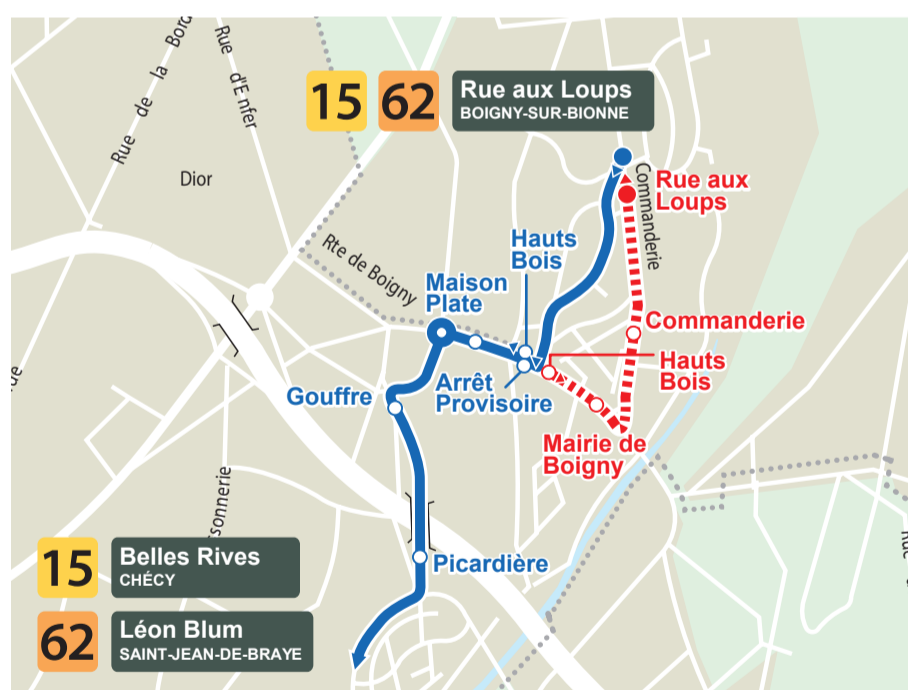 Rue de la Bord
Rue d'Enfer
15 62 Rue aux Loups
BOIGNY-SUR-BIONNE
Dior
Commanderie
Rue aux
Loups
Rte de Boigny
Hauts
Bois
Maison
Plate
Commanderie
Hauts
Bois
Gouffre
Arrêt
Provisoire
Mairie de
Boigny
ssonnerie
Picardière
15 Belles Rives
CHÉCY
62 Léon Blum
SAINT-JEAN-DE-BRAYE